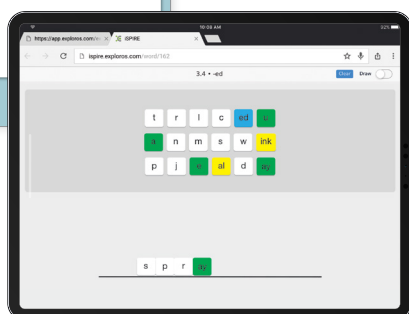 10:08 AM
92%
https://app.exploros.com/
iSPIRE
ispire.exploros.com/word/162
3.4 • -ed
Clear Draw
t r l c ed
n m s w ink
p j al d ay
s p r ay